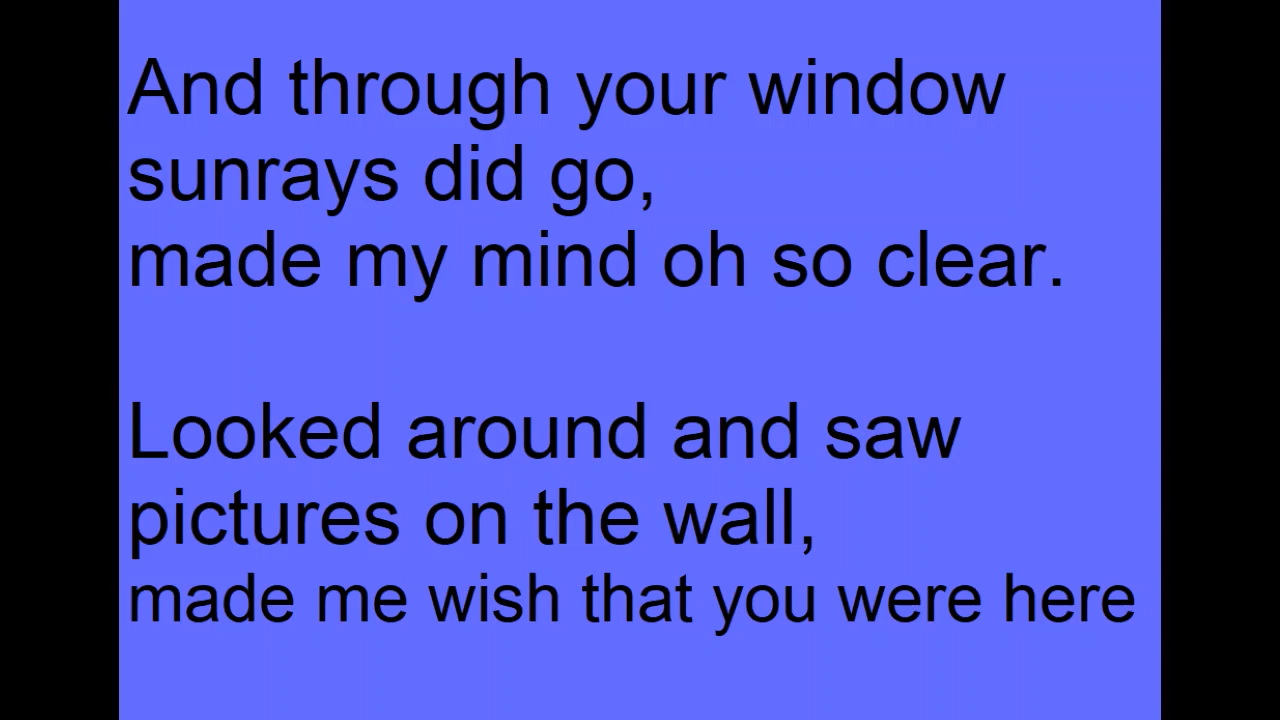 And through your window
sunrays did go,
made my mind oh so clear.
Looked around and saw
pictures on the wall,
made me wish that you were here